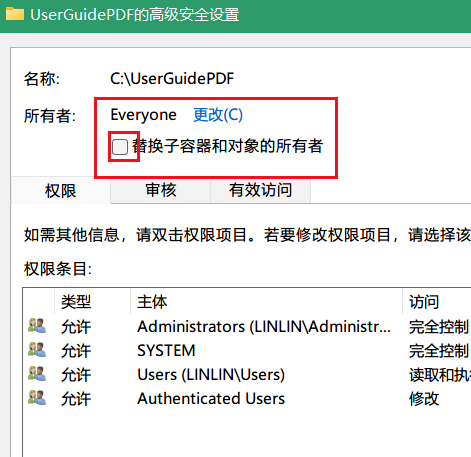 UserGuidePDF的高级安全设置
名称: C:\UserGuidePDF
所有者: Everyone 更改(C)
替换子容器和对象的所有者
权限 审核 有效访问
如需其他信息，请双击权限项目。若要修改权限项目，请选择该
权限条目:
类型 主体 访问
允许 Administrators (LINLIN\Administr... 完全控制
允许 SYSTEM 完全控制
允许 Users (LINLIN\Users) 读取和执行
允许 Authenticated Users 修改